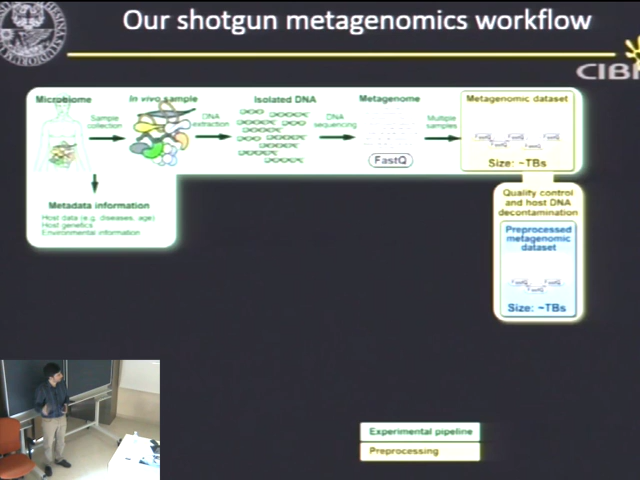 Our shotgun metagenomics workflow
CIBI
Microbiome
In vivo sample
Isolated DNA
Metagenome
Metagenomic dataset
Sample
collection
DNA
extraction
DNA
sequencing
Multiple
samples
FastQ
Size: ~TBs
Metadata information
Host data (e.g. diseases, age)
Host genetics
Environmental information
Quality control
and host DNA
decontamination
Preprocessed
metagenomic
dataset
Size: ~TBs
Experimental pipeline
Preprocessing